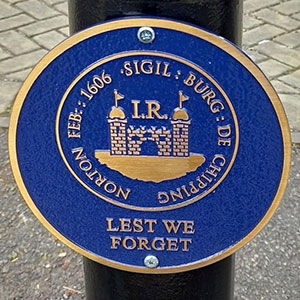 SIGIL : BURG : DE CHIPPING NORTON FEB : : 1606 ·
I.R.
LEST WE
FORGET